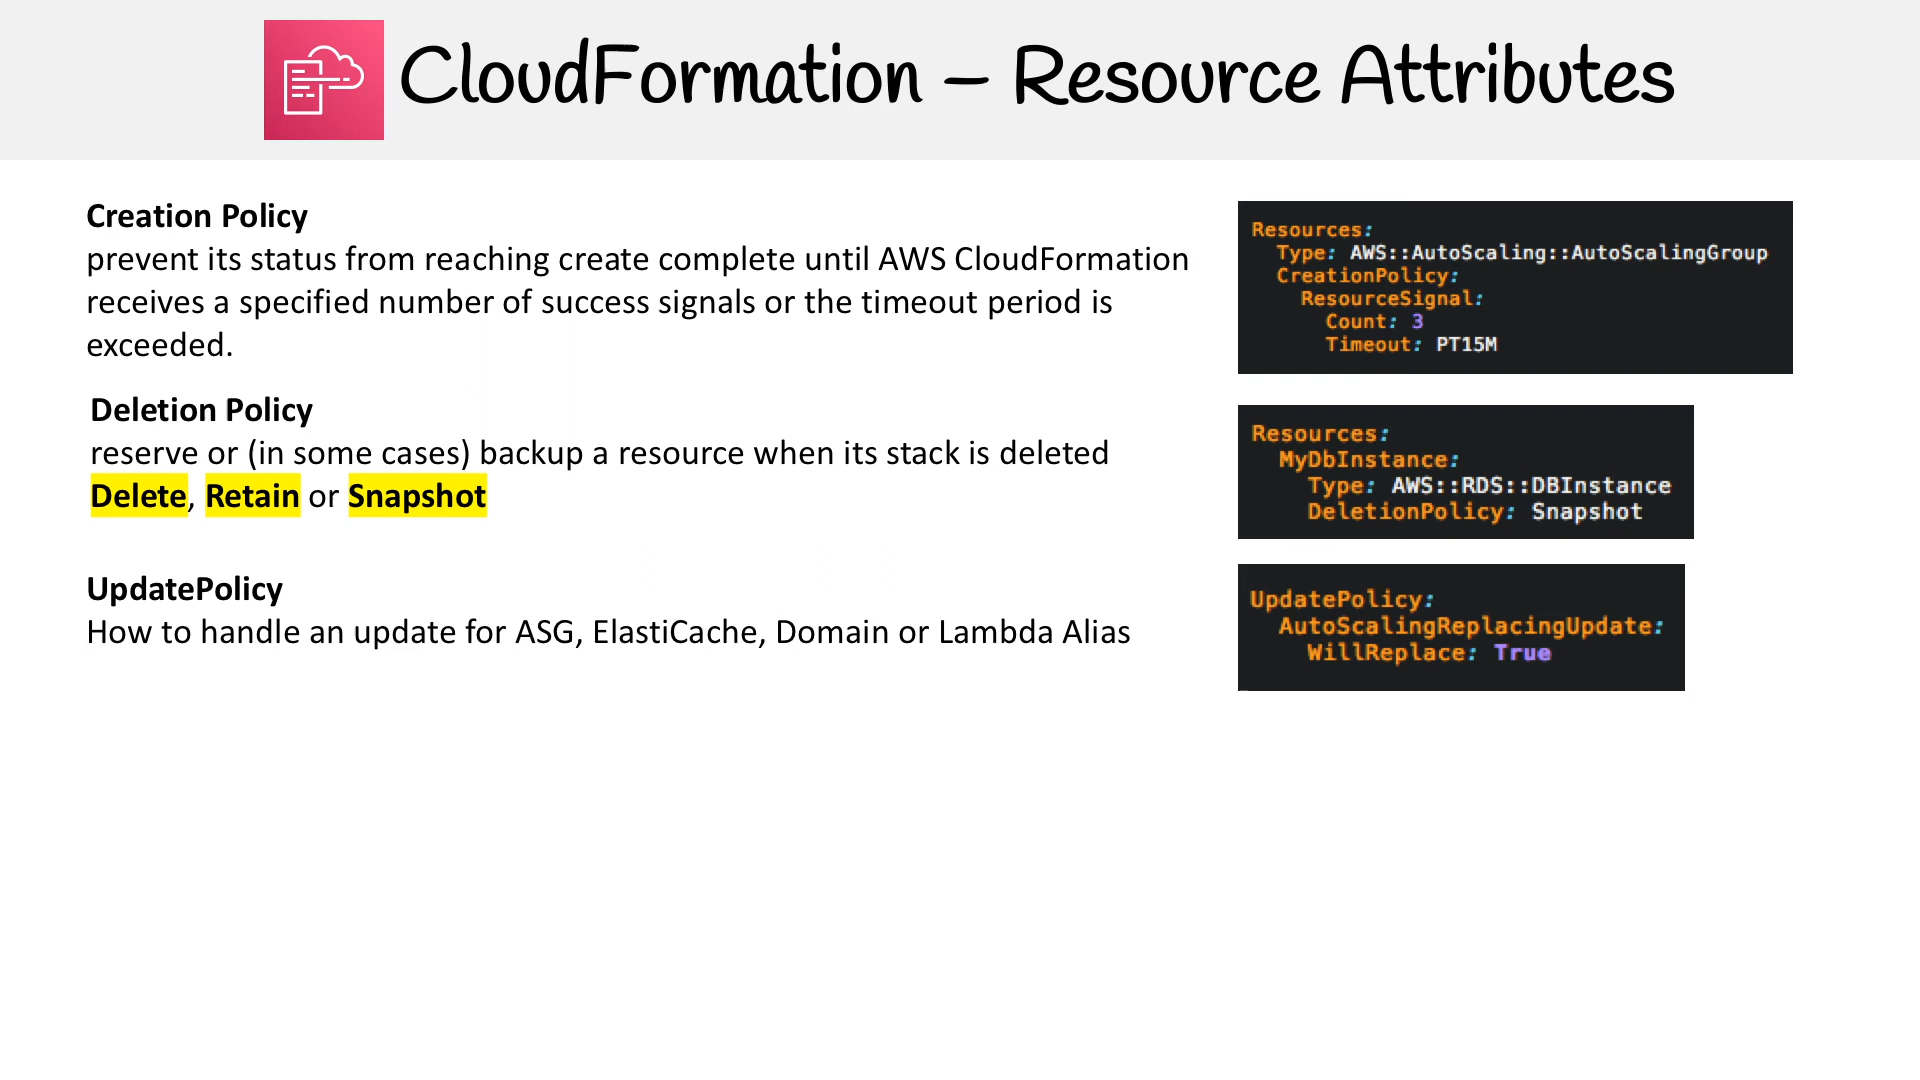 CloudFormation – Resource Attributes
Creation Policy
prevent its status from reaching create complete until AWS CloudFormation
receives a specified number of success signals or the timeout period is
exceeded.
Resources:
  Type: AWS::AutoScaling::AutoScalingGroup
  CreationPolicy:
    ResourceSignal:
      Count: 3
      Timeout: PT15M
Deletion Policy
reserve or (in some cases) backup a resource when its stack is deleted
Delete, Retain or Snapshot
Resources:
  MyDbInstance:
    Type: AWS::RDS::DBInstance
    DeletionPolicy: Snapshot
UpdatePolicy
How to handle an update for ASG, ElastiCache, Domain or Lambda Alias
UpdatePolicy:
  AutoScalingReplacingUpdate:
    WillReplace: True